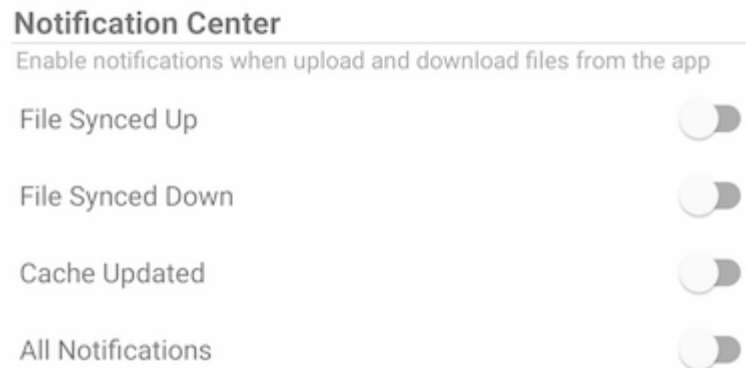 Notification Center
Enable notifications when upload and download files from the app
File Synced Up
File Synced Down
Cache Updated
All Notifications